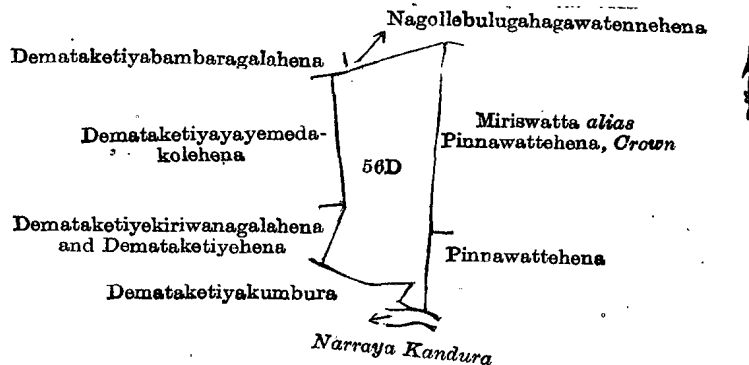 Nagollebulugahagawatennehena
Demataketiyabambaragalahena
Miriswatta alias
Pinnawattehena, Crown
Demataketiyayayemeda-
kolehena
56D
Demataketiyekiriwanagalahena
and Demataketiyehena
Pinnawattehena
Demataketiyakumbura
Narraya Kandura